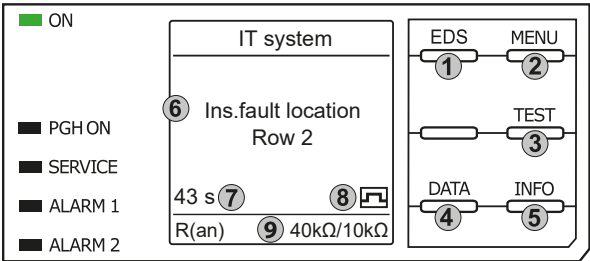 ON
PGH ON
SERVICE
ALARM 1
ALARM 2
IT system
6
Ins.fault location
Row 2
43 s 7 8
R(an) 9 40kΩ/10kΩ
EDS MENU
1 2
TEST
3
DATA INFO
4 5